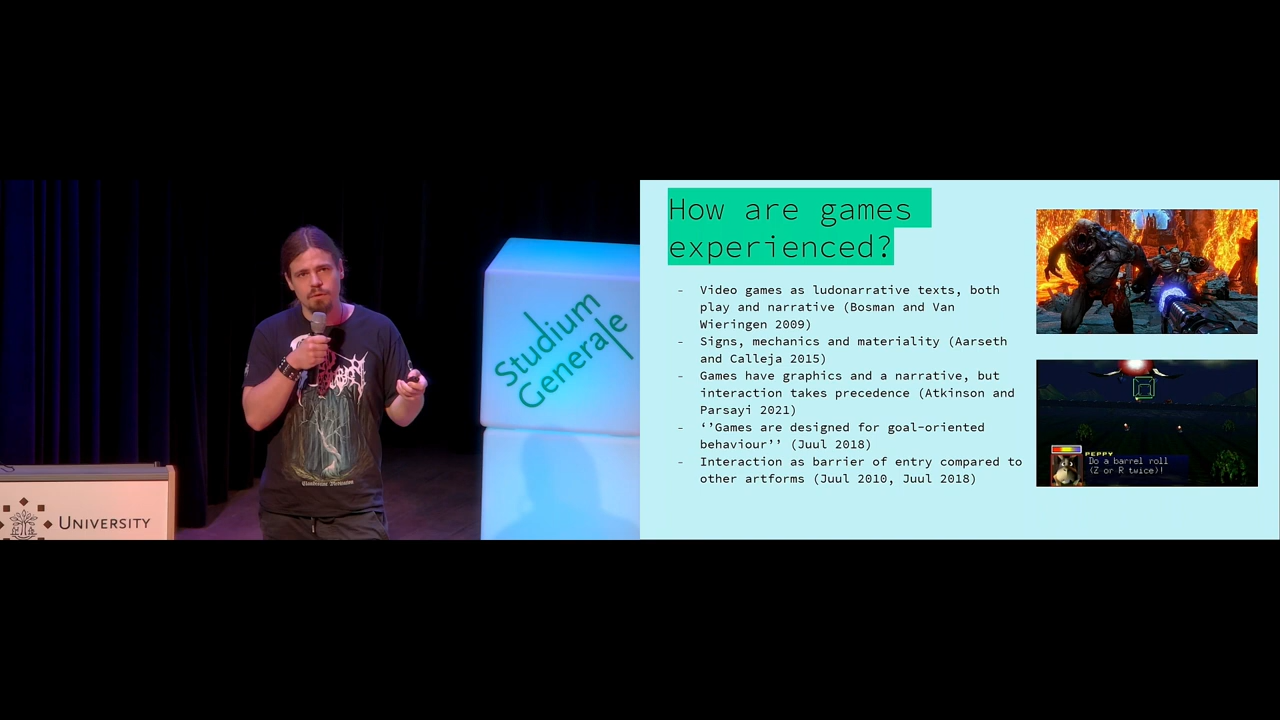 Studium
Generale
UNIVERSITY
How are games
experienced?
- Video games as ludonarrative texts, both
play and narrative (Bosman and Van
Wieringen 2009)
- Signs, mechanics and materiality (Aarseth
and Calleja 2015)
- Games have graphics and a narrative, but
interaction takes precedence (Atkinson and
Parsayi 2021)
- ‘’Games are designed for goal-oriented
behaviour’’ (Juul 2018)
- Interaction as barrier of entry compared to
other artforms (Juul 2010, Juul 2018)
PEPPY
Do a barrel roll
(Z or R twice)!